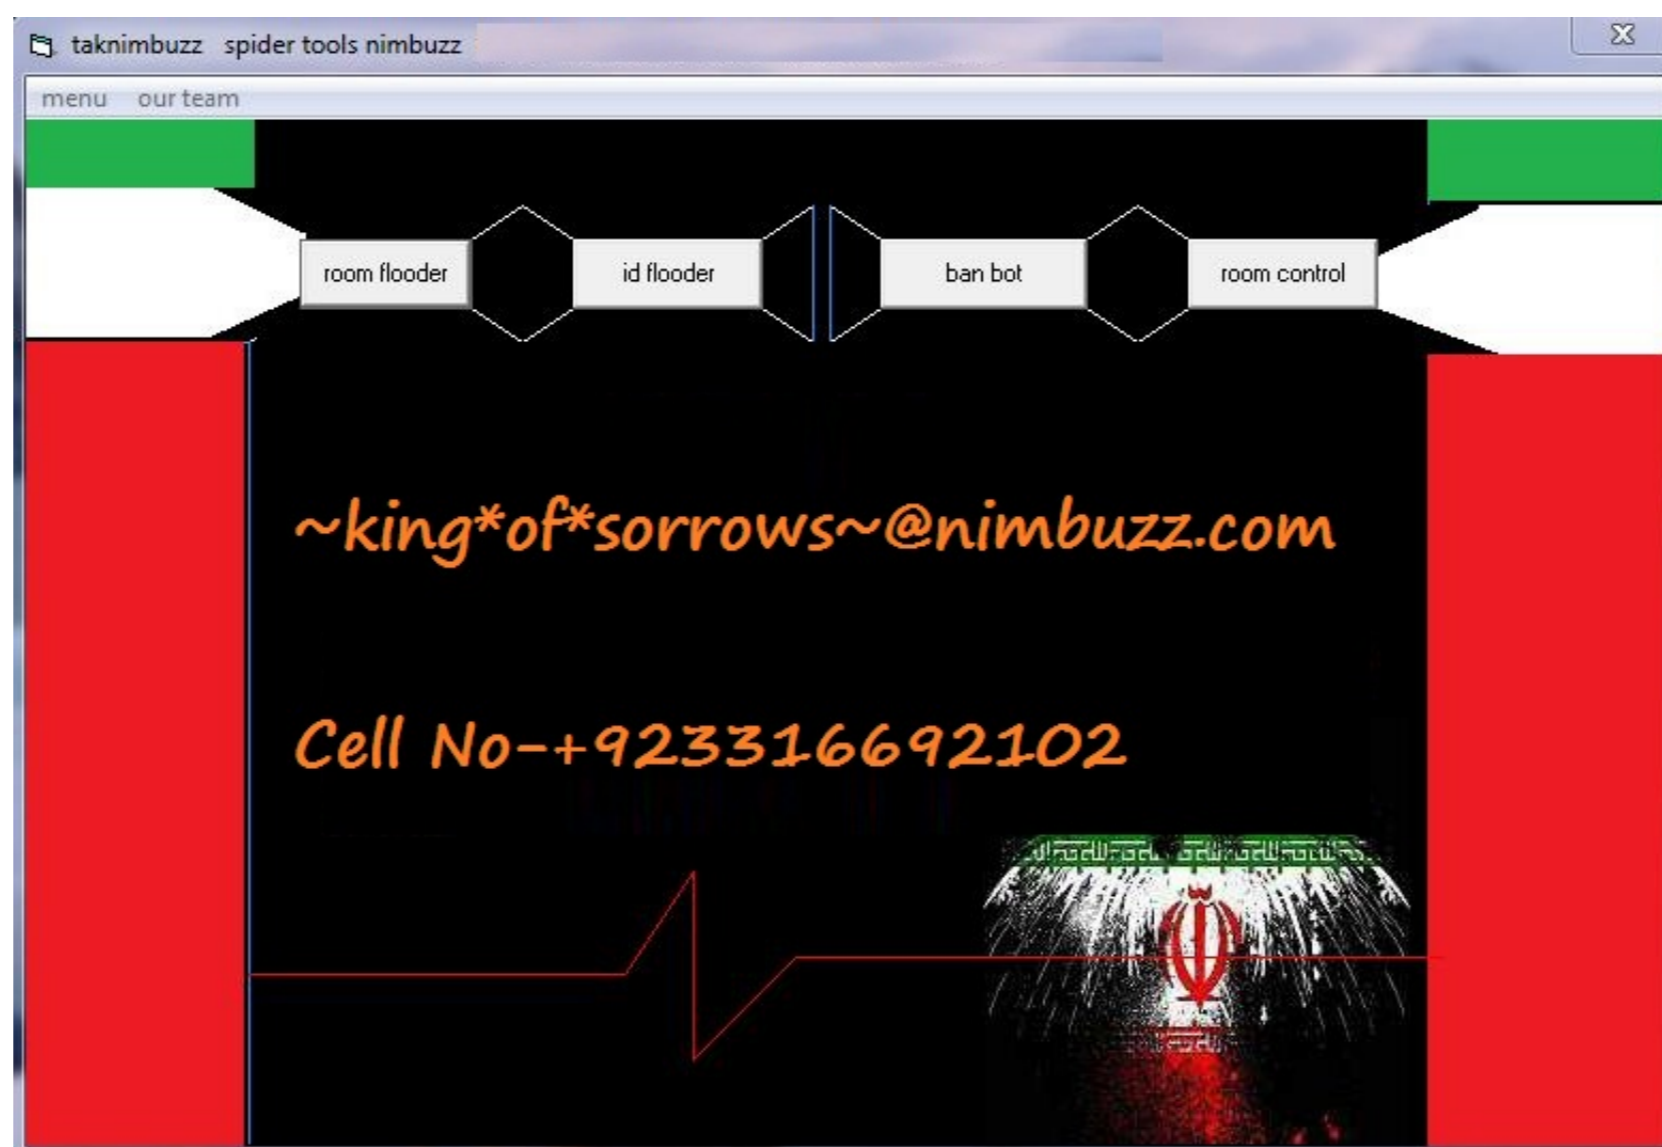 taknimbuzz spider tools nimbuzz
menu our team
room flooder id flooder ban bot room control
~king*of*sorrows~@nimbuzz.com
Cell No-+923316692102